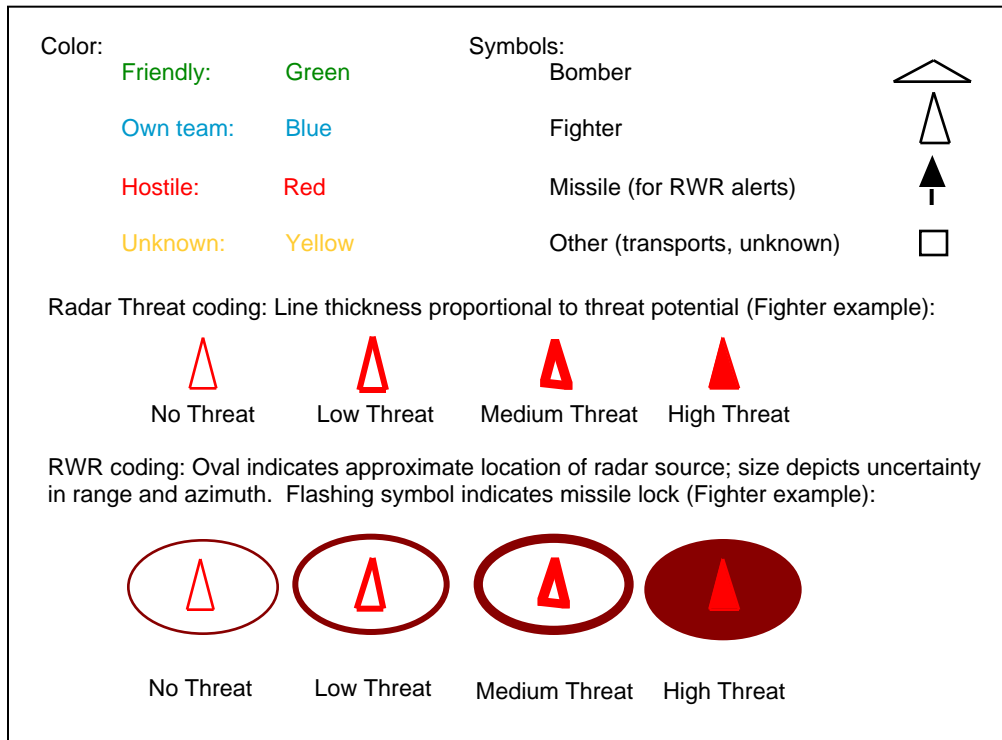 Color:
Symbols:
Friendly: Green
Bomber
Own team: Blue
Fighter
Hostile: Red
Missile (for RWR alerts)
Unknown: Yellow
Other (transports, unknown)
Radar Threat coding: Line thickness proportional to threat potential (Fighter example):
No Threat
Low Threat
Medium Threat
High Threat
RWR coding: Oval indicates approximate location of radar source; size depicts uncertainty
in range and azimuth. Flashing symbol indicates missile lock (Fighter example):
No Threat
Low Threat
Medium Threat
High Threat